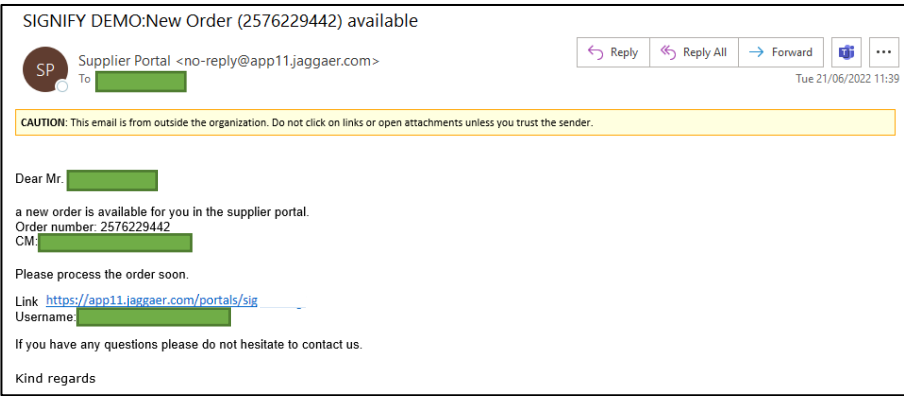 SIGNIFY DEMO:New Order (2576229442) available
SP
Supplier Portal <no-reply@app11.jaggaer.com>
To
Reply
Reply All
Forward
Tue 21/06/2022 11:39
CAUTION: This email is from outside the organization. Do not click on links or open attachments unless you trust the sender.
Dear Mr.
a new order is available for you in the supplier portal.
Order number: 2576229442
CM:
Please process the order soon.
Link https://app11.jaggaer.com/portals/sig
Username:
If you have any questions please do not hesitate to contact us.
Kind regards